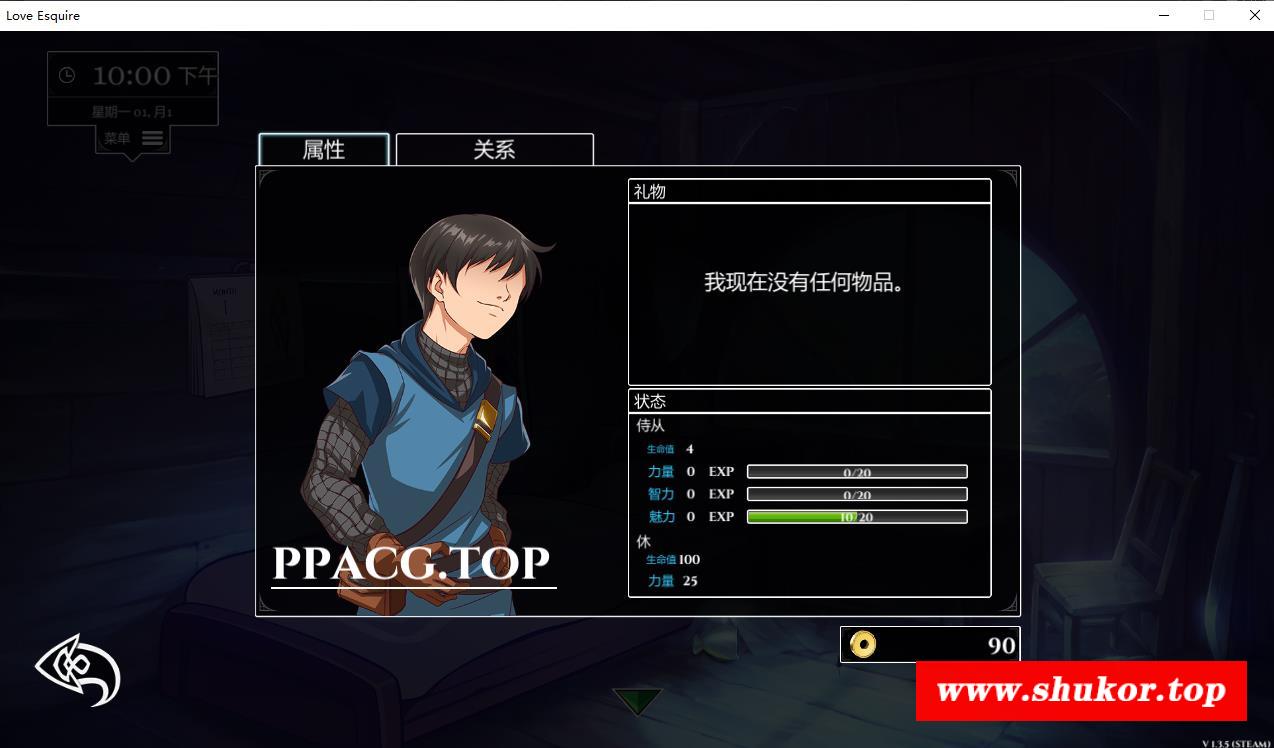 Love Esquire
10:00 下午
星期一 01, 月1
菜单
属性
关系
MONTH
I
礼物
我现在没有任何物品。
状态
侍从
生命值 4
力量 0 EXP 0/20
智力 0 EXP 0/20
魅力 0 EXP 10/20
休
生命值 100
力量 25
PPACG.TOP
90
www.shukor.top
V 1.3.5 (STEAM)